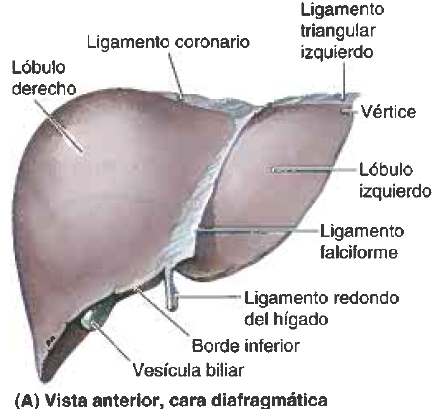 Ligamento
triangular
izquierdo
Ligamento coronario
Lóbulo
derecho
Vértice
Lóbulo
izquierdo
Ligamento
falciforme
Ligamento redondo
del hígado
Borde inferior
Vesícula biliar
(A) Vista anterior, cara diafragmática